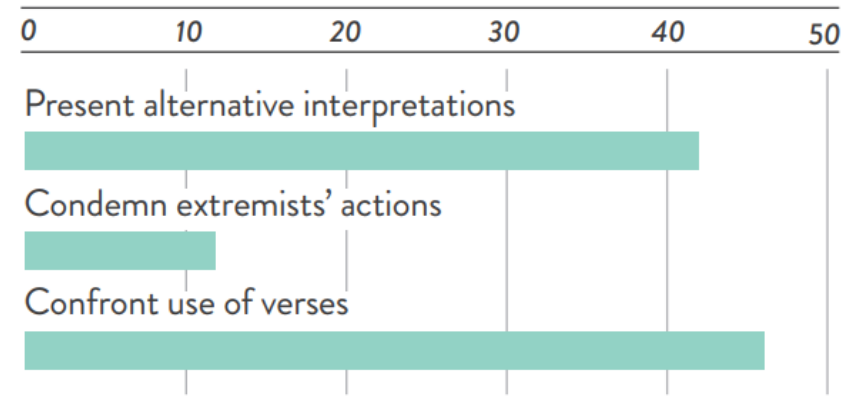 0 10 20 30 40 50
Present alternative interpretations
Condemn extremists’ actions
Confront use of verses